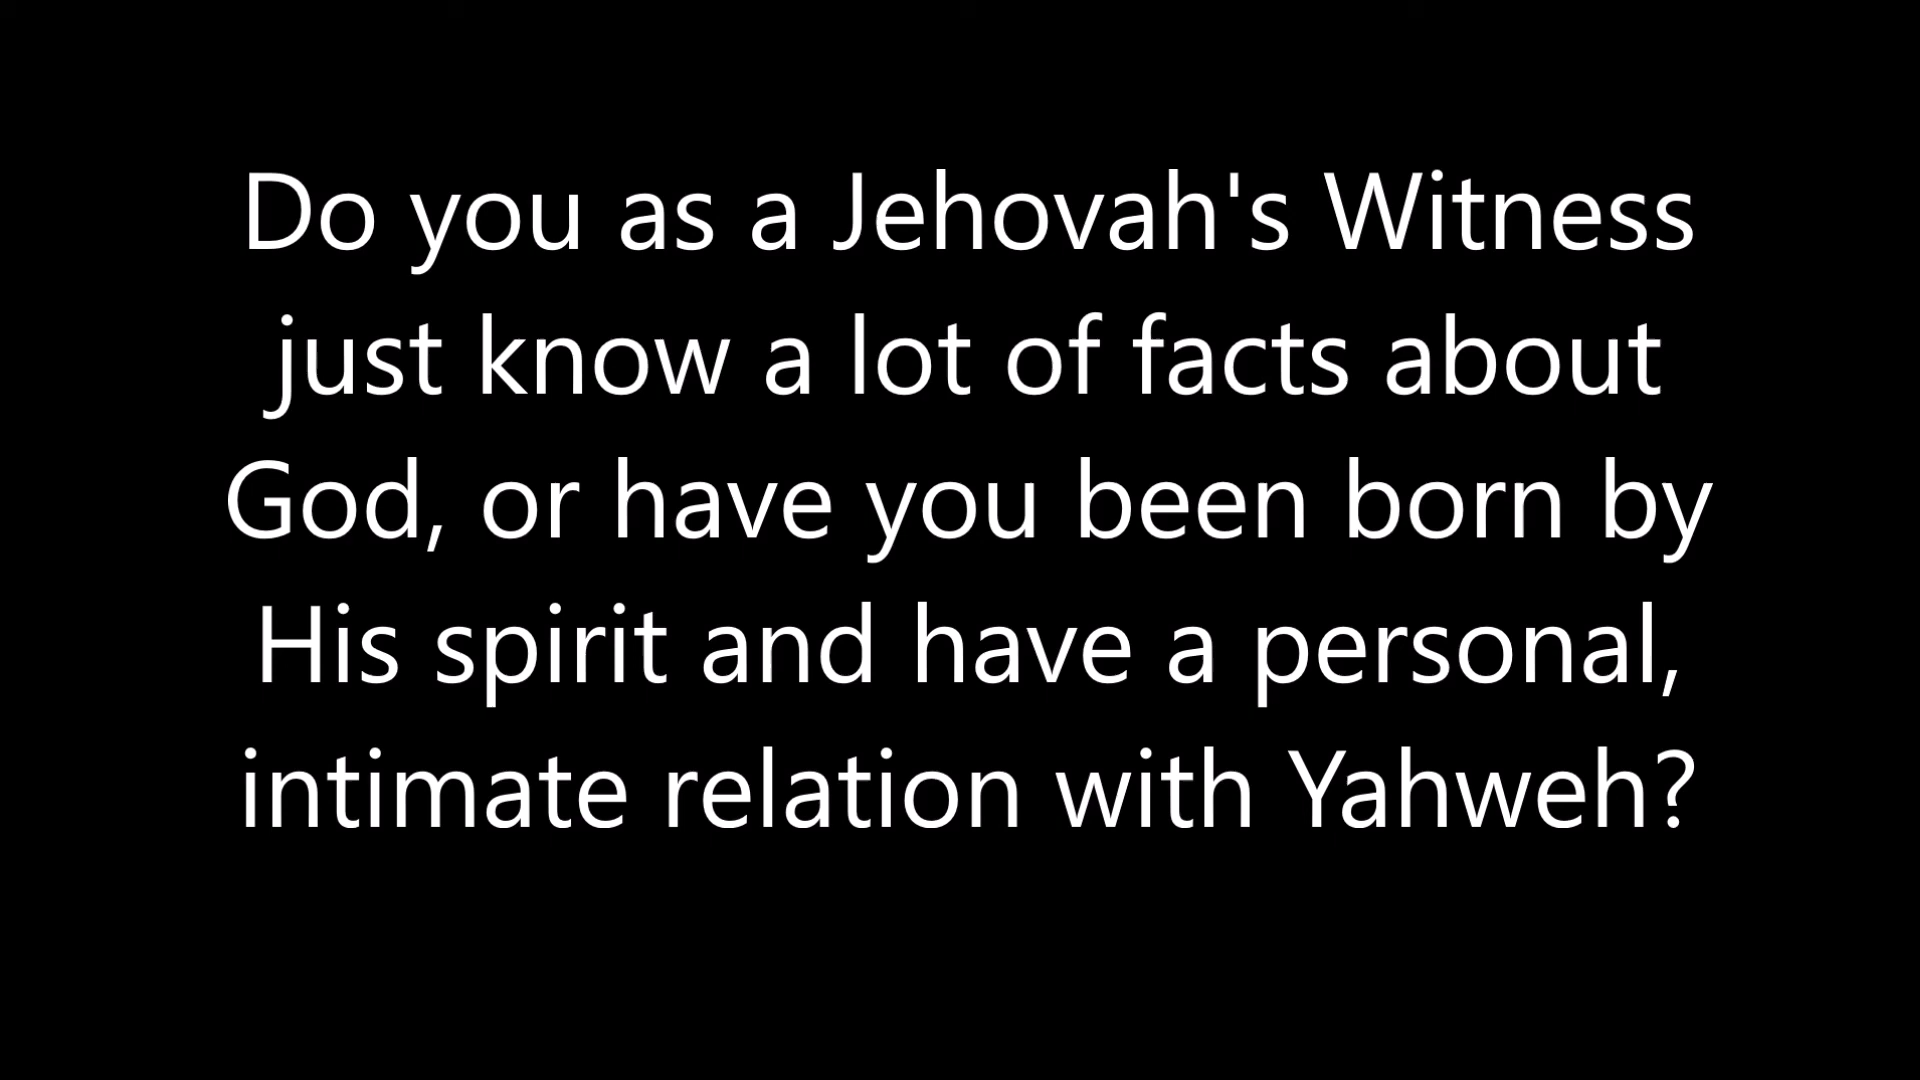 Do you as a Jehovah's Witness
just know a lot of facts about
God, or have you been born by
His spirit and have a personal,
intimate relation with Yahweh?